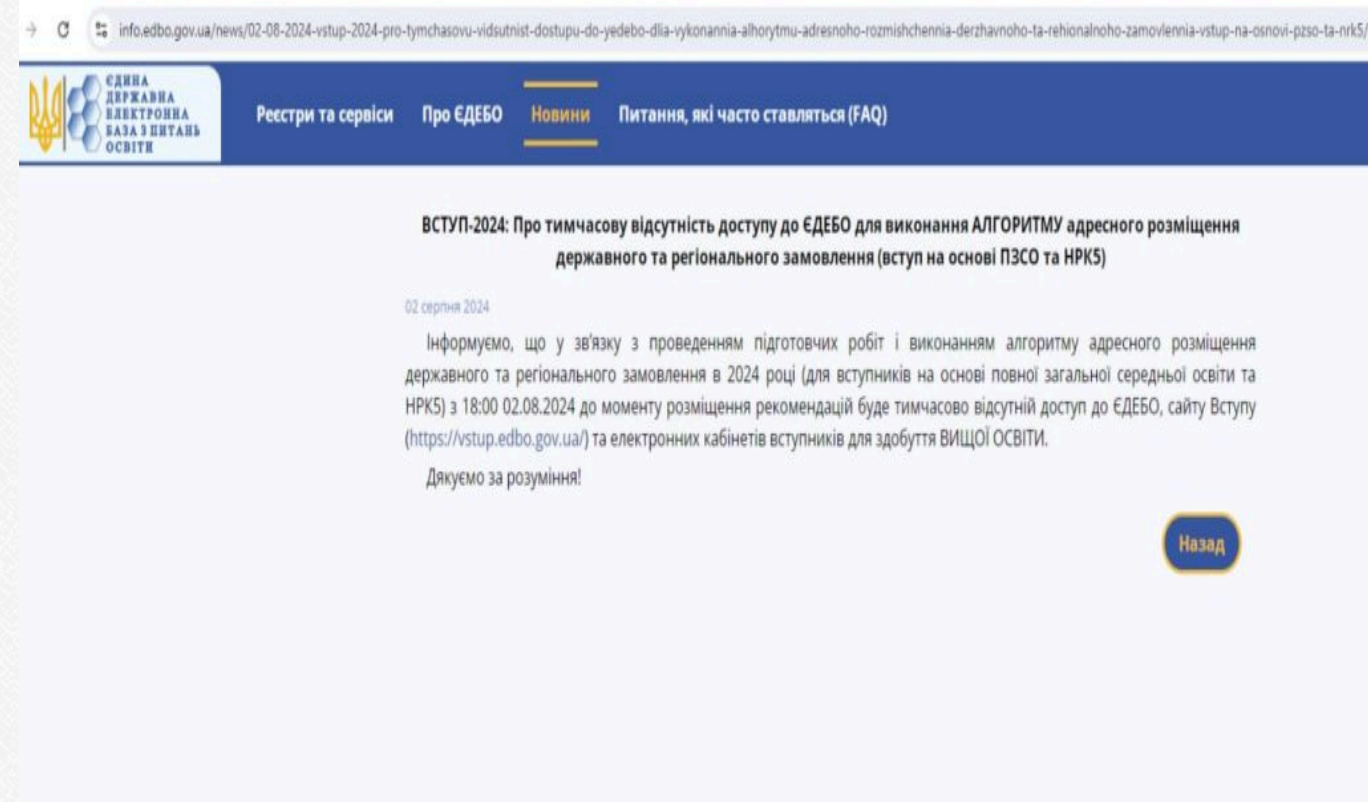 info.edbo.gov.ua/news/02-08-2024-vstup-2024-pro-tymchasovu-vidsutnist-dostupu-do-yedebo-dlia-vykonannia-alhorytmu-adresnoho-rozmishchennia-derzhavnoho-ta-rehionalnoho-zamovlennia-vstup-na-osnovi-pzso-ta-nrk5/
ЄДИНА
ДЕРЖАВНА
ЕЛЕКТРОННА
БАЗА З ПИТАНЬ
ОСВІТИ
Реєстри та сервіси Про ЄДЕБО Новини Питання, які часто ставляться (FAQ)
ВСТУП-2024: Про тимчасову відсутність доступу до ЄДЕБО для виконання АЛГОРИТМУ адресного розміщення
державного та регіонального замовлення (вступ на основі ПЗСО та НРК5)
02 серпня 2024
Інформуємо, що у зв'язку з проведенням підготовчих робіт і виконанням алгоритму адресного розміщення
державного та регіонального замовлення в 2024 році (для вступників на основі повної загальної середньої освіти та
НРК5) з 18:00 02.08.2024 до моменту розміщення рекомендацій буде тимчасово відсутній доступ до ЄДЕБО, сайту Вступу
(https://vstup.edbo.gov.ua/) та електронних кабінетів вступників для здобуття ВИЩОЇ ОСВІТИ.
Дякуємо за розуміння!
Назад